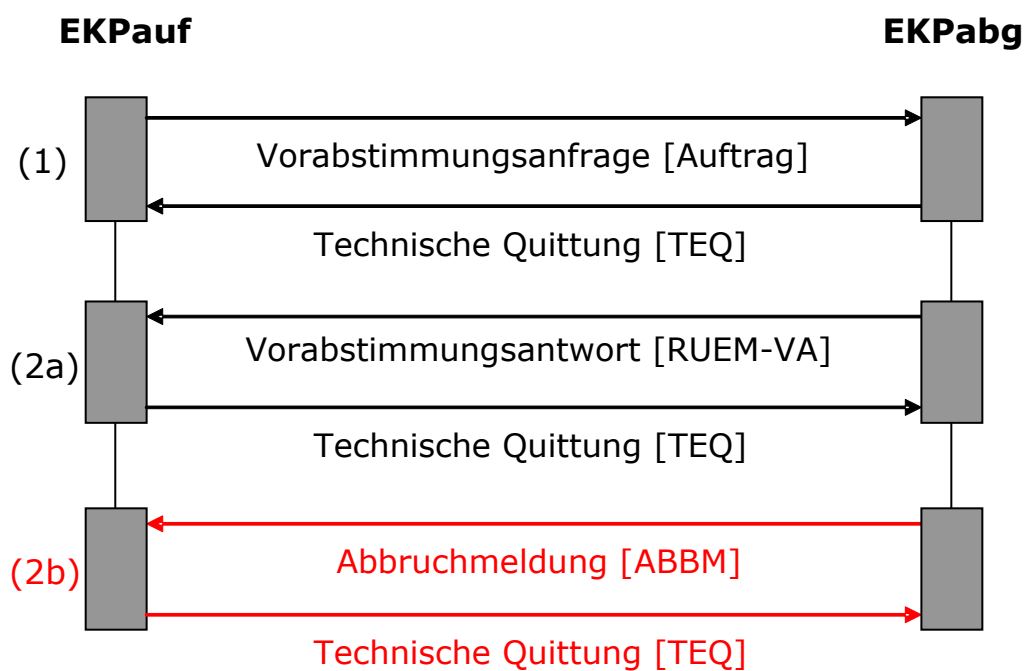 EKPauf EKPabg
(1)
Vorabstimmungsanfrage [Auftrag]
Technische Quittung [TEQ]
(2a)
Vorabstimmungsantwort [RUEM-VA]
Technische Quittung [TEQ]
(2b)
Abbruchmeldung [ABBM]
Technische Quittung [TEQ]